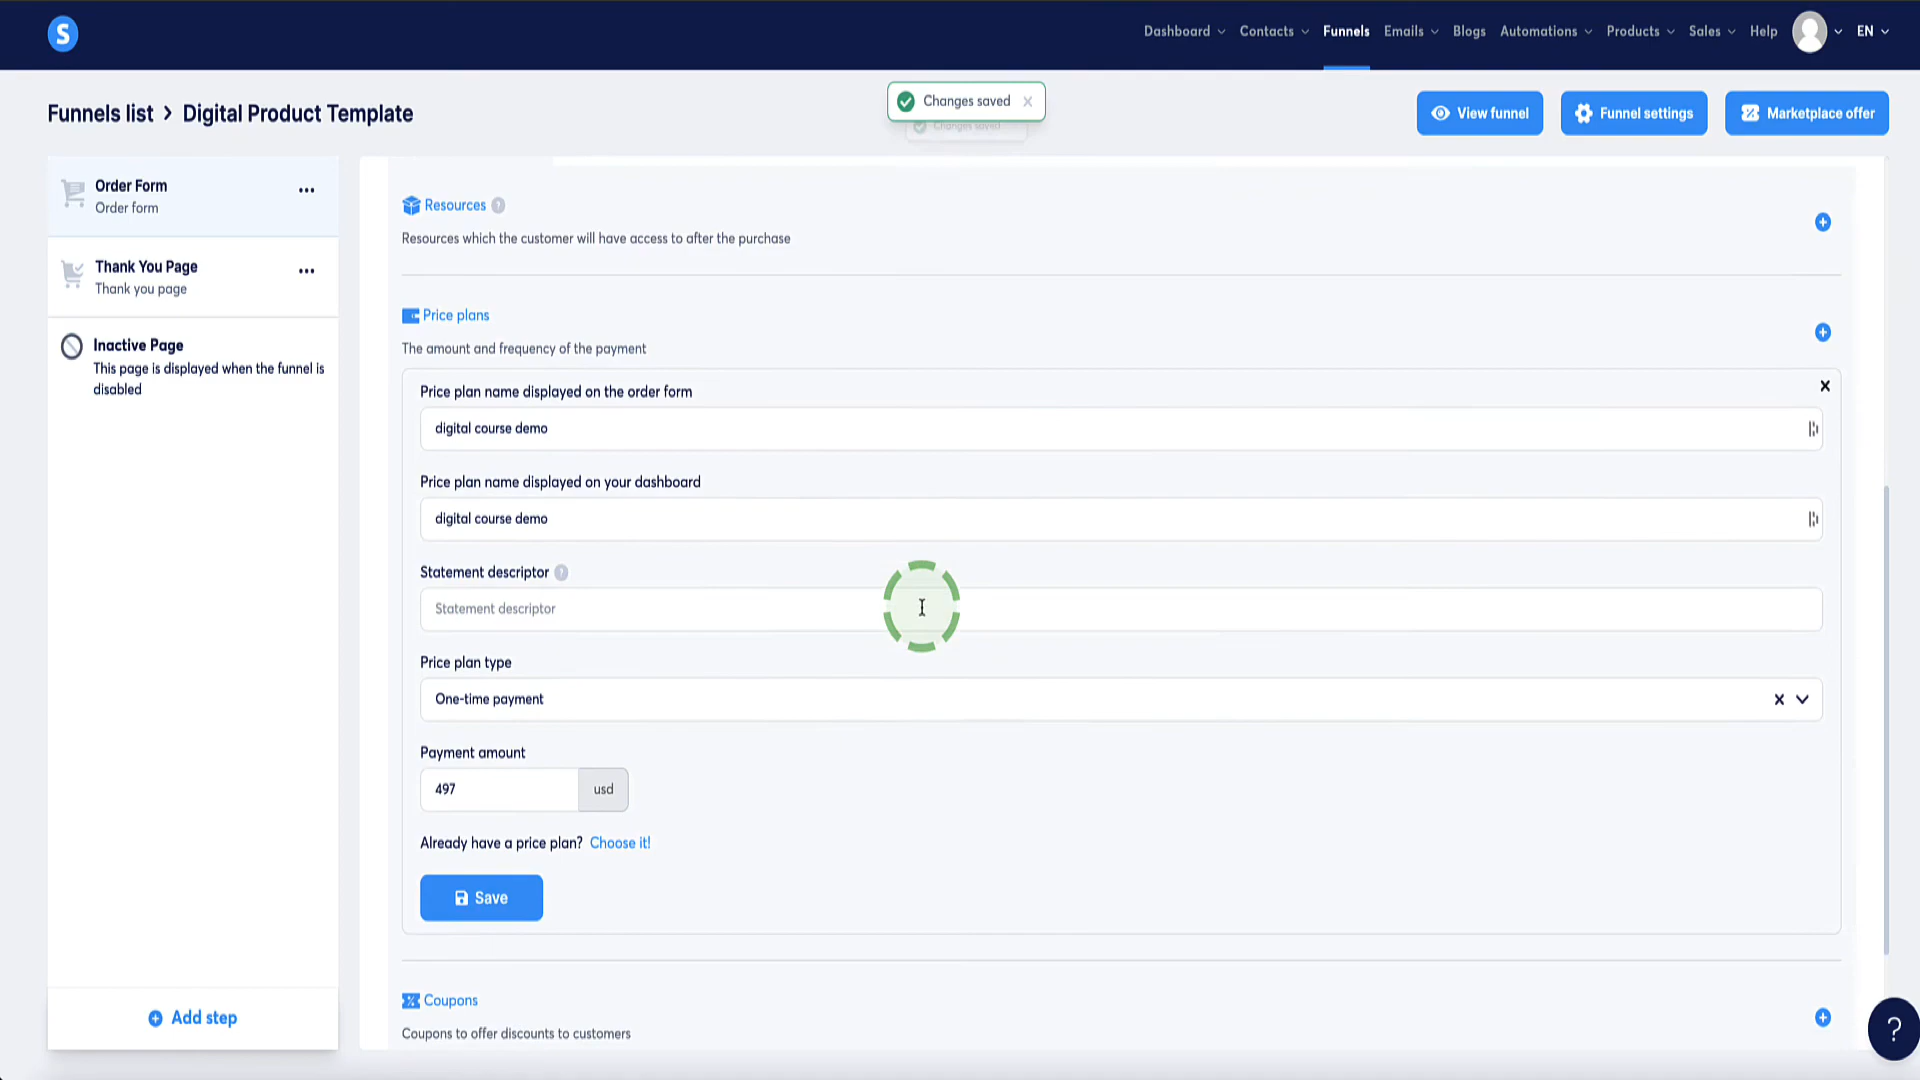 S
Dashboard
Contacts
Funnels
Emails
Blogs
Automations
Products
Sales
Help
EN
Funnels list > Digital Product Template
Changes saved
Changes saved
View funnel
Funnel settings
Marketplace offer
Order Form
Order form
Thank You Page
Thank you page
Inactive Page
This page is displayed when the funnel is
disabled
Add step
Resources ?
Resources which the customer will have access to after the purchase
Price plans
The amount and frequency of the payment
Price plan name displayed on the order form
digital course demo
Price plan name displayed on your dashboard
digital course demo
Statement descriptor ?
Statement descriptor
Price plan type
One-time payment
Payment amount
497 usd
Already have a price plan? Choose it!
Save
Coupons
Coupons to offer discounts to customers
?